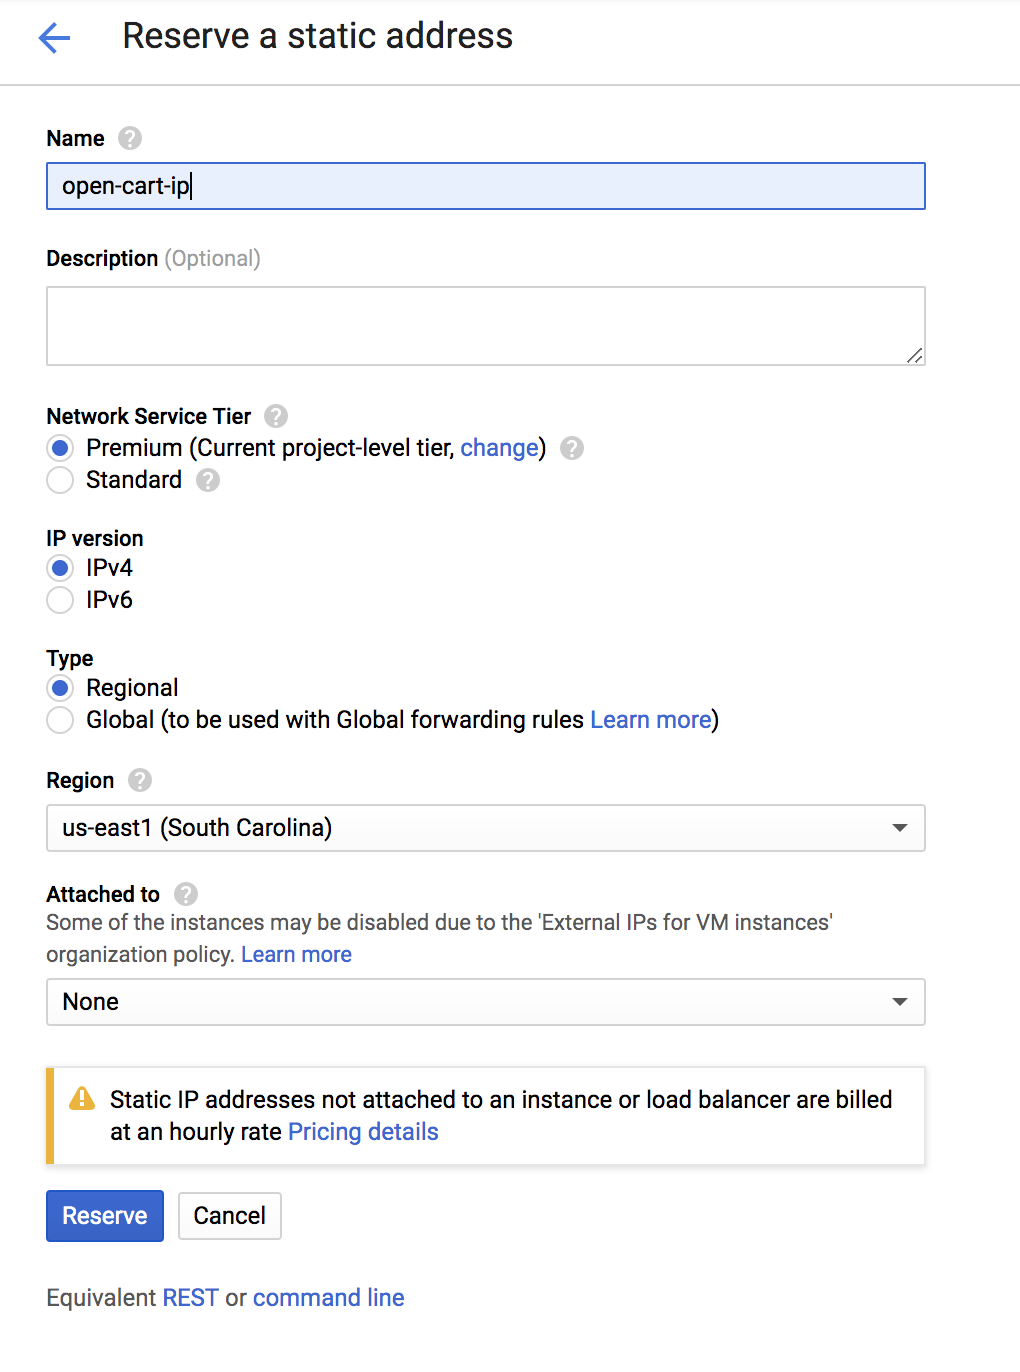 Reserve a static address
Name ?
open-cart-ip
Description (Optional)
Network Service Tier ?
Premium (Current project-level tier, change) ?
Standard ?
IP version
IPv4
IPv6
Type
Regional
Global (to be used with Global forwarding rules Learn more)
Region ?
us-east1 (South Carolina)
Attached to ?
Some of the instances may be disabled due to the 'External IPs for VM instances'
organization policy. Learn more
None
Static IP addresses not attached to an instance or load balancer are billed
at an hourly rate Pricing details
Reserve Cancel
Equivalent REST or command line